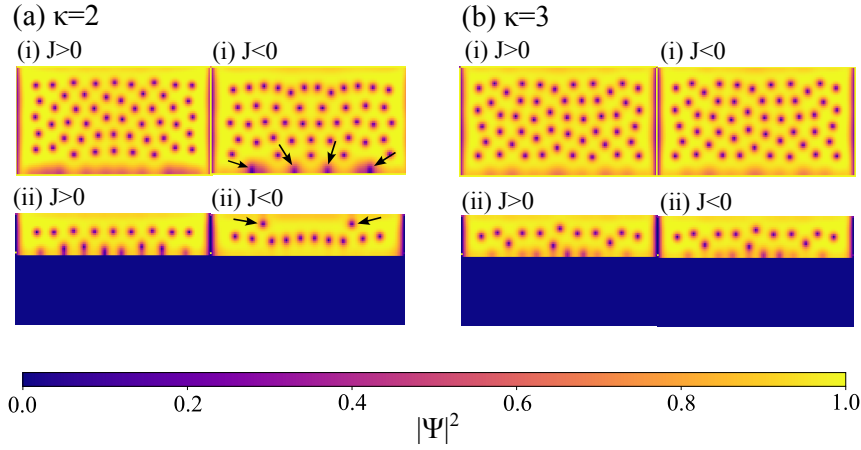 (a) κ=2
(b) κ=3
(i) J>0
(i) J<0
(i) J>0
(i) J<0
(ii) J>0
(ii) J<0
(ii) J>0
(ii) J<0
0.0
0.2
0.4
0.6
0.8
1.0
|Ψ|²